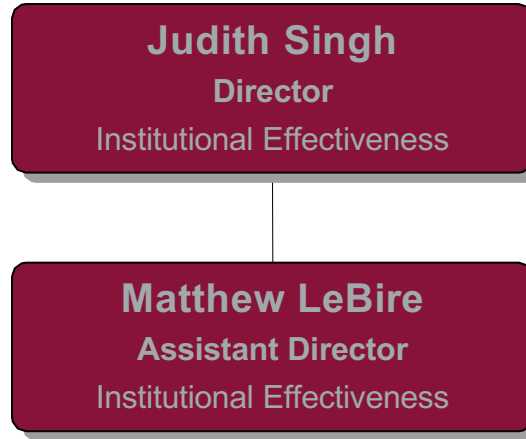 Judith Singh
Director
Institutional Effectiveness
Matthew LeBire
Assistant Director
Institutional Effectiveness